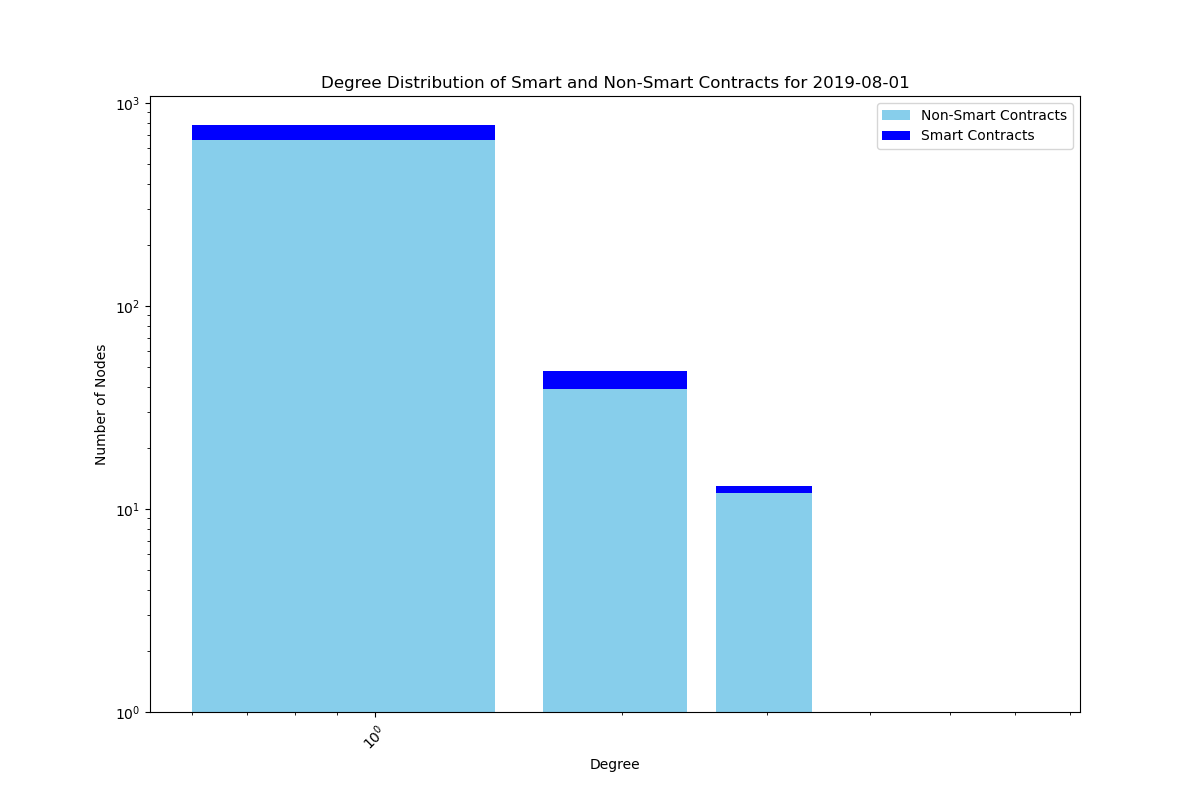 Degree Distribution of Smart and Non-Smart Contracts for 2019-08-01
Non-Smart Contracts
Smart Contracts
10³
10²
10¹
10⁰
Number of Nodes
10⁰
Degree